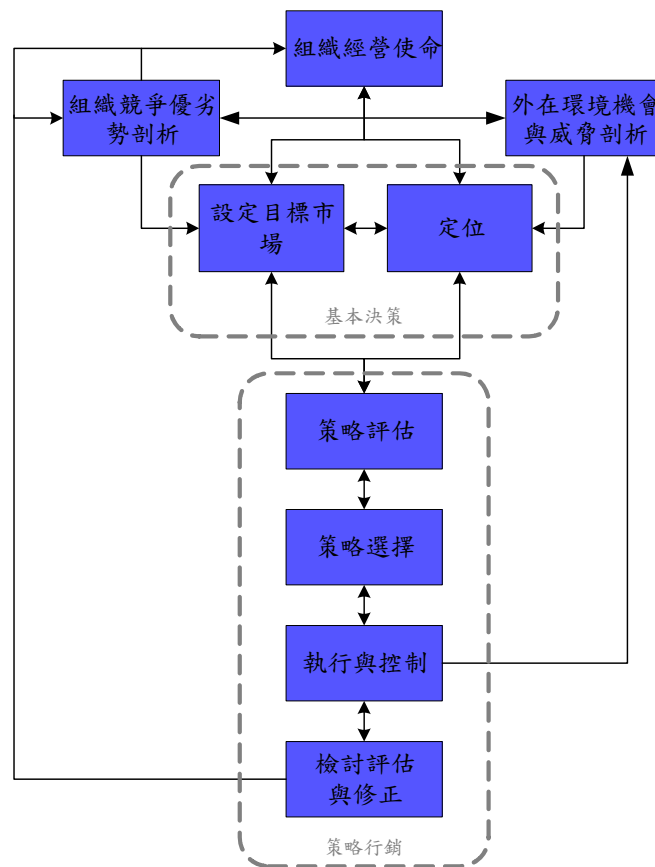 組織經營使命
組織競爭優劣
勢剖析
外在環境機會
與威脅剖析
設定目標市
場
定位
基本決策
策略評估
策略選擇
執行與控制
檢討評估
與修正
策略行銷